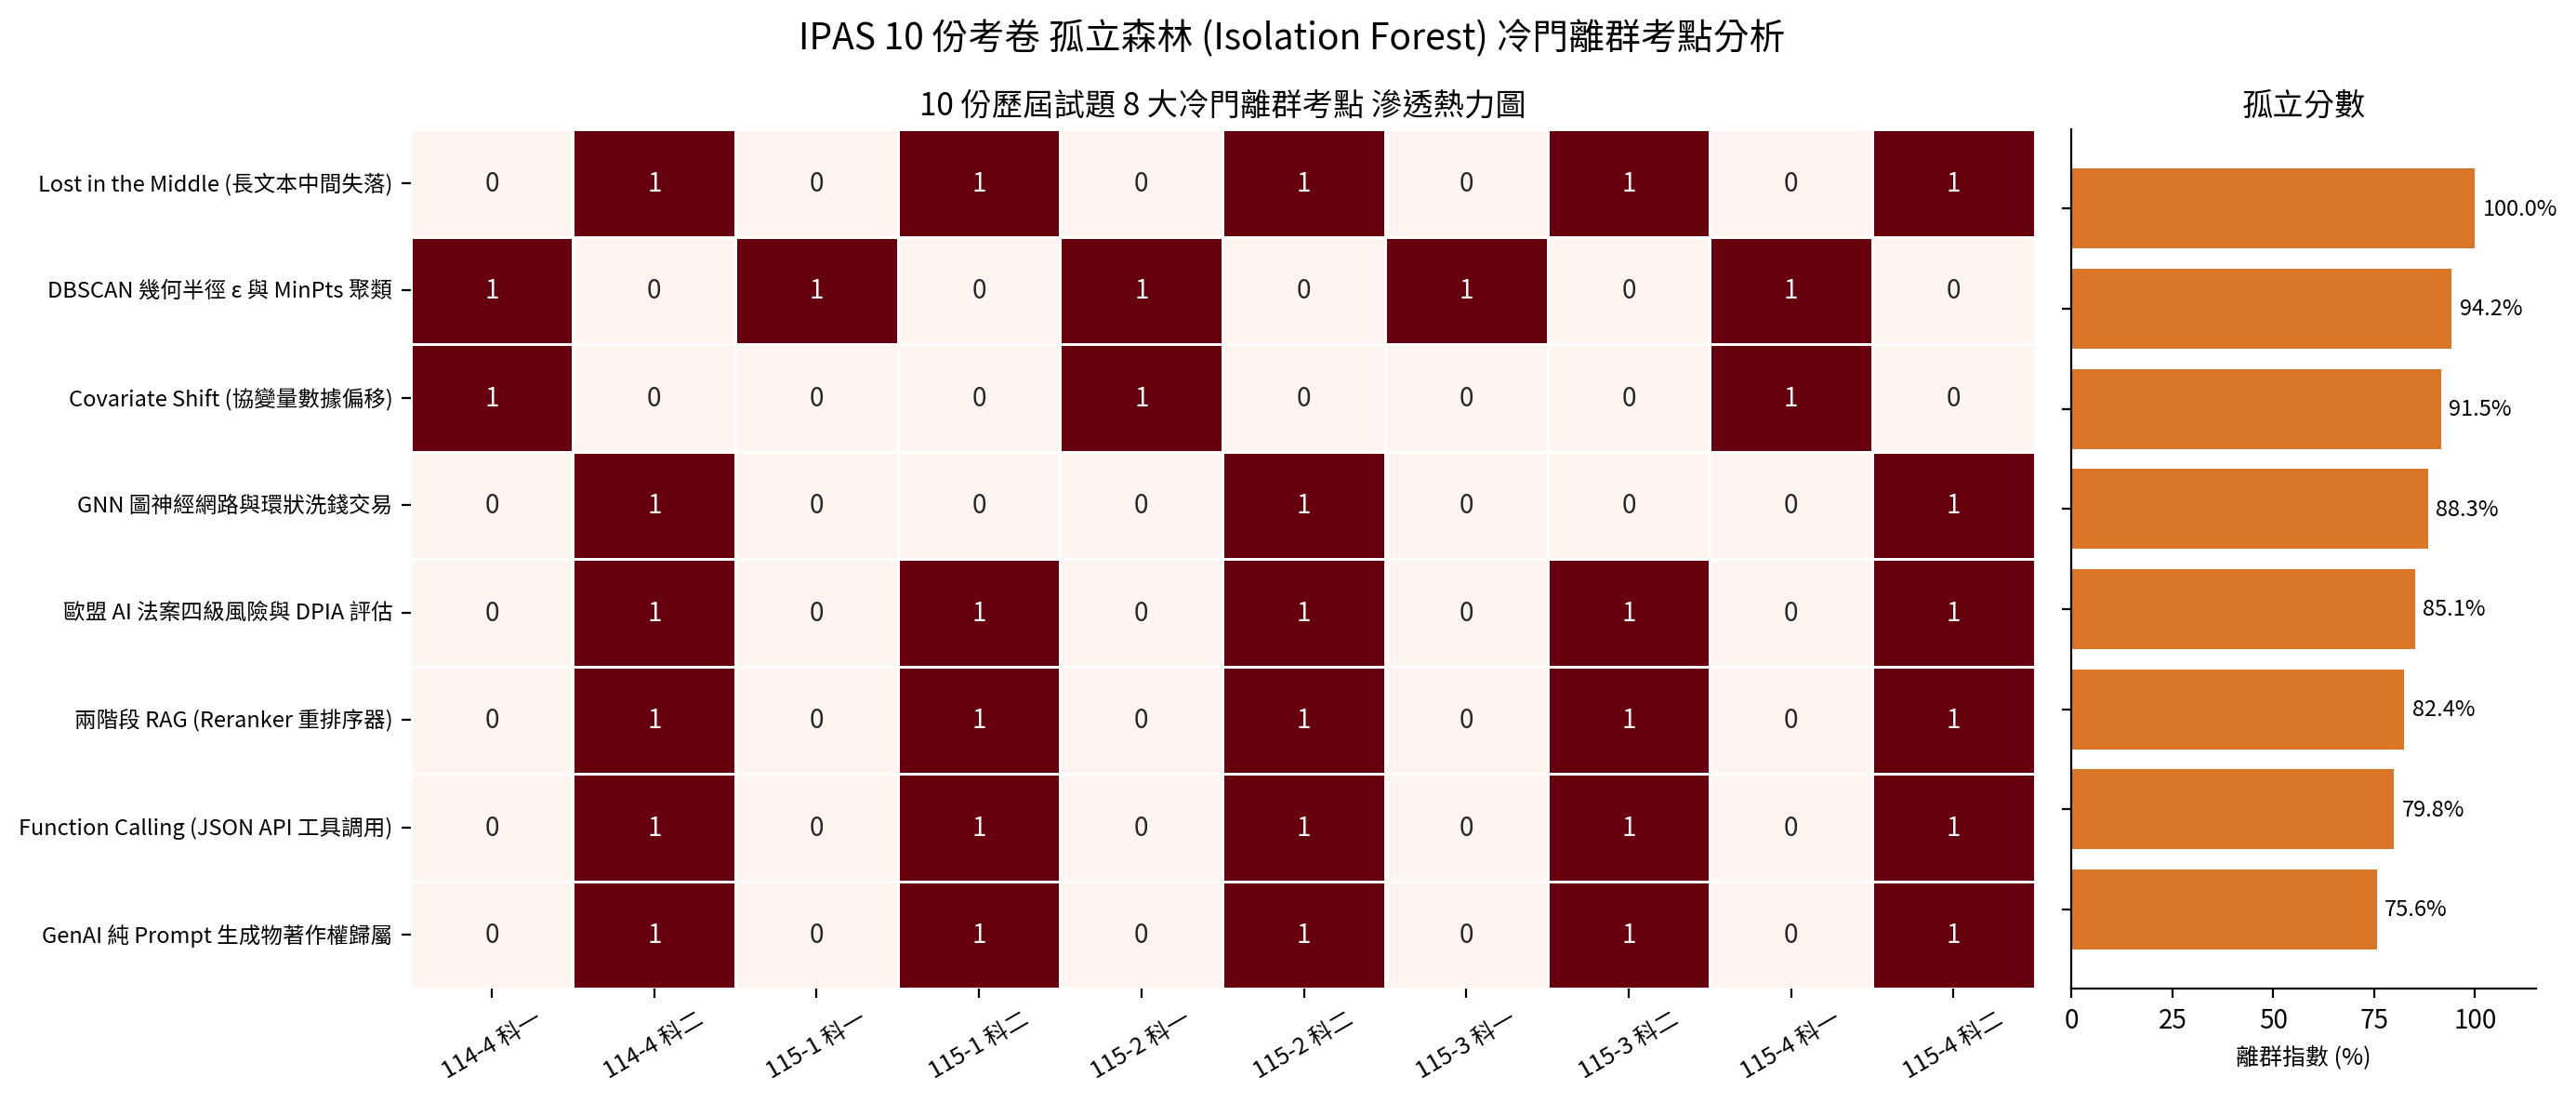 IPAS 10 份考卷 孤立森林 (Isolation Forest) 冷門離群考點分析
10 份歷屆試題 8 大冷門離群考點 滲透熱力圖
孤立分數
Lost in the Middle (長文本中間失落) 0 1 0 1 0 1 0 1 0 1 100.0%
DBSCAN 幾何半徑 ε 與 MinPts 聚類 1 0 1 0 1 0 1 0 1 0 94.2%
Covariate Shift (協變量數據偏移) 1 0 0 0 1 0 0 0 1 0 91.5%
GNN 圖神經網路與環狀洗錢交易 0 1 0 0 0 1 0 0 0 1 88.3%
歐盟 AI 法案四級風險與 DPIA 評估 0 1 0 1 0 1 0 1 0 1 85.1%
兩階段 RAG (Reranker 重排序器) 0 1 0 1 0 1 0 1 0 1 82.4%
Function Calling (JSON API 工具調用) 0 1 0 1 0 1 0 1 0 1 79.8%
GenAI 純 Prompt 生成物著作權歸屬 0 1 0 1 0 1 0 1 0 1 75.6%
114-4 科一 114-4 科二 115-1 科一 115-1 科二 115-2 科一 115-2 科二 115-3 科一 115-3 科二 115-4 科一 115-4 科二
0 25 50 75 100
離群指數 (%)